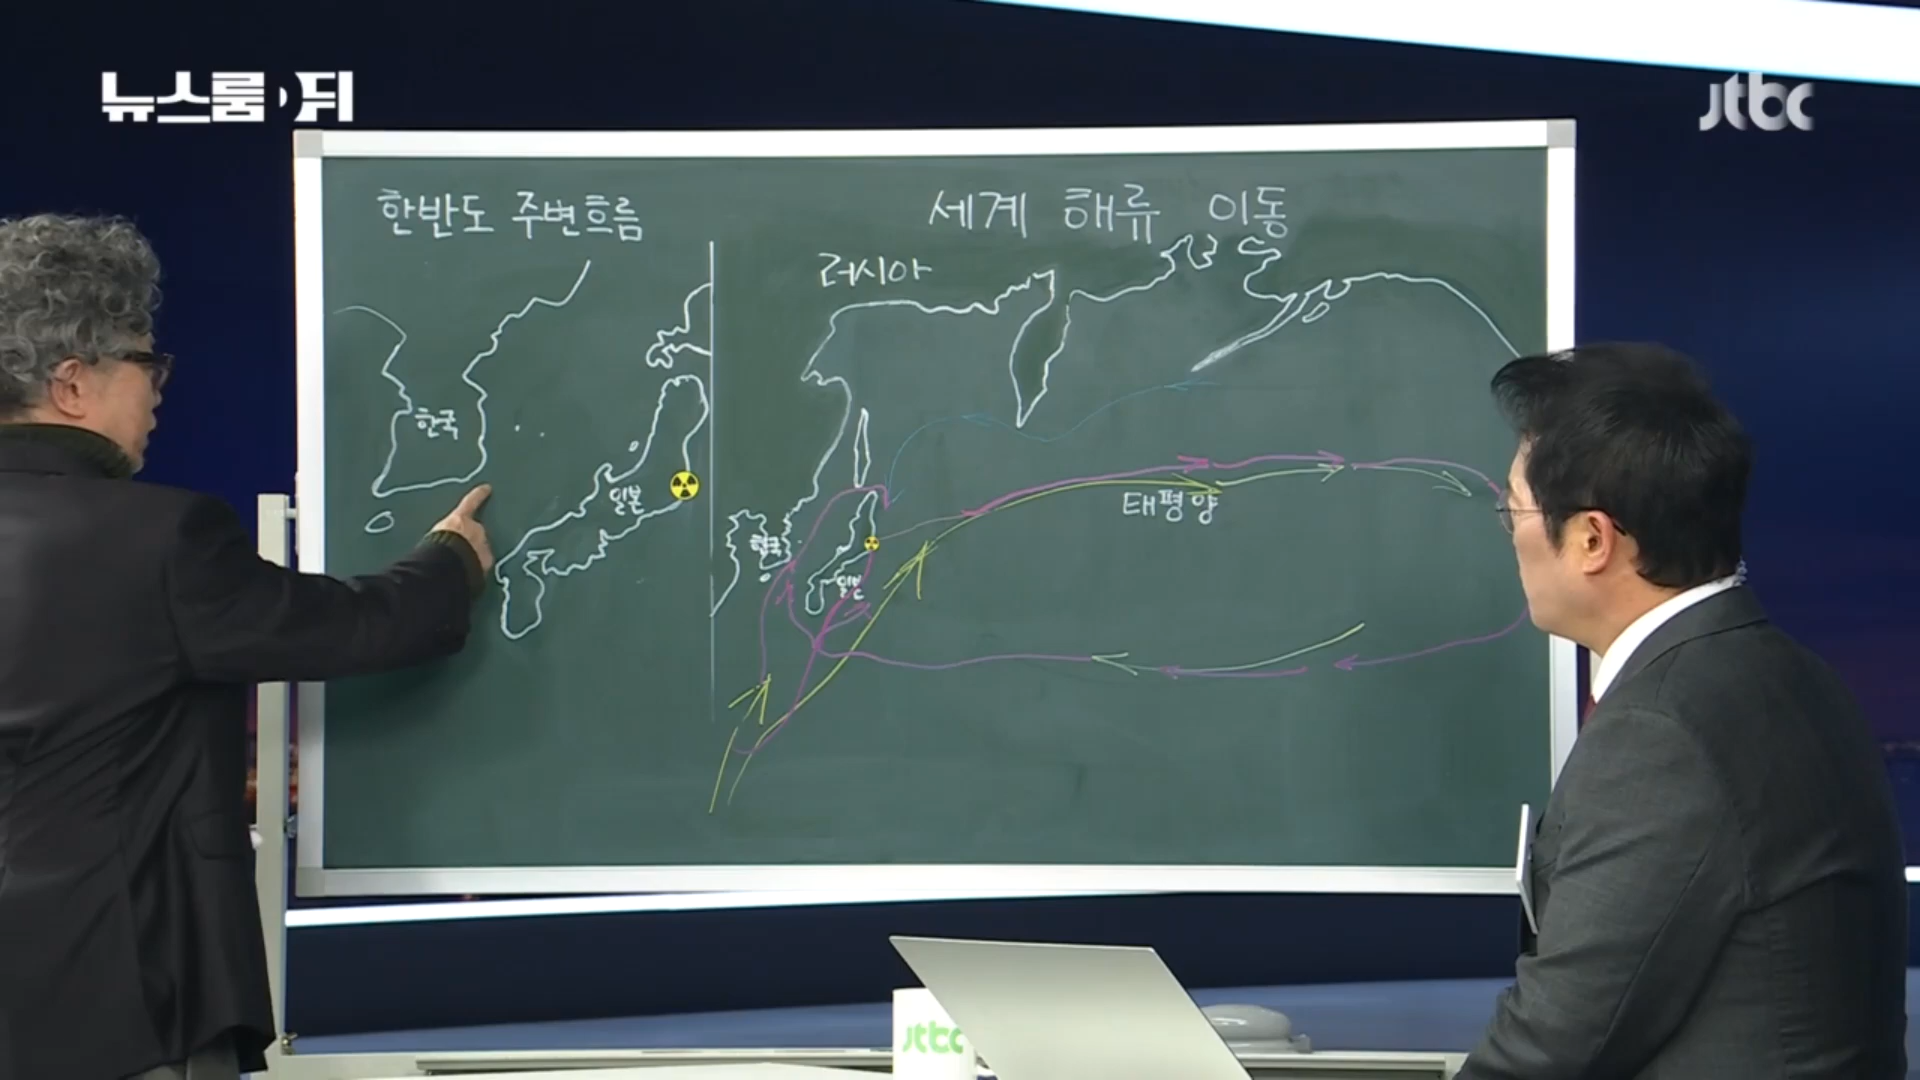 뉴스룸 뒤
jtbc
한반도 주변흐름
세계 해류 이동
러시아
한국
일본
태평양
한국
일본
jtbc